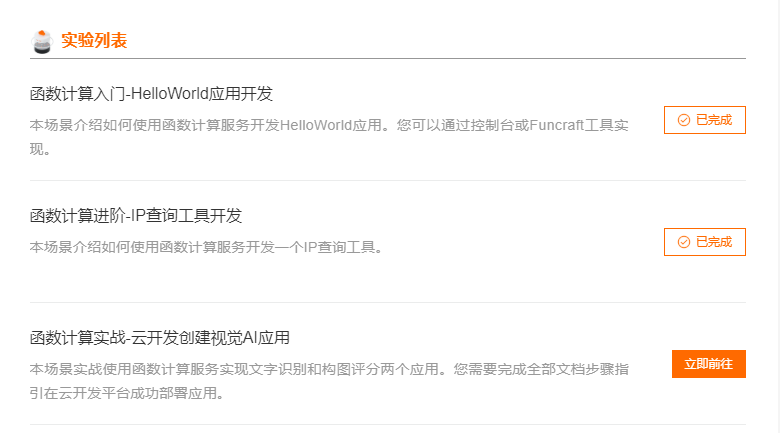 实验列表
函数计算入门-HelloWorld应用开发
本场景介绍如何使用函数计算服务开发HelloWorld应用。您可以通过控制台或Funcraft工具实
现。
已完成
函数计算进阶-IP查询工具开发
本场景介绍如何使用函数计算服务开发一个IP查询工具。
已完成
函数计算实战-云开发创建视觉AI应用
本场景实战使用函数计算服务实现文字识别和构图评分两个应用。您需要完成全部文档步骤指
引在云开发平台成功部署应用。
立即前往